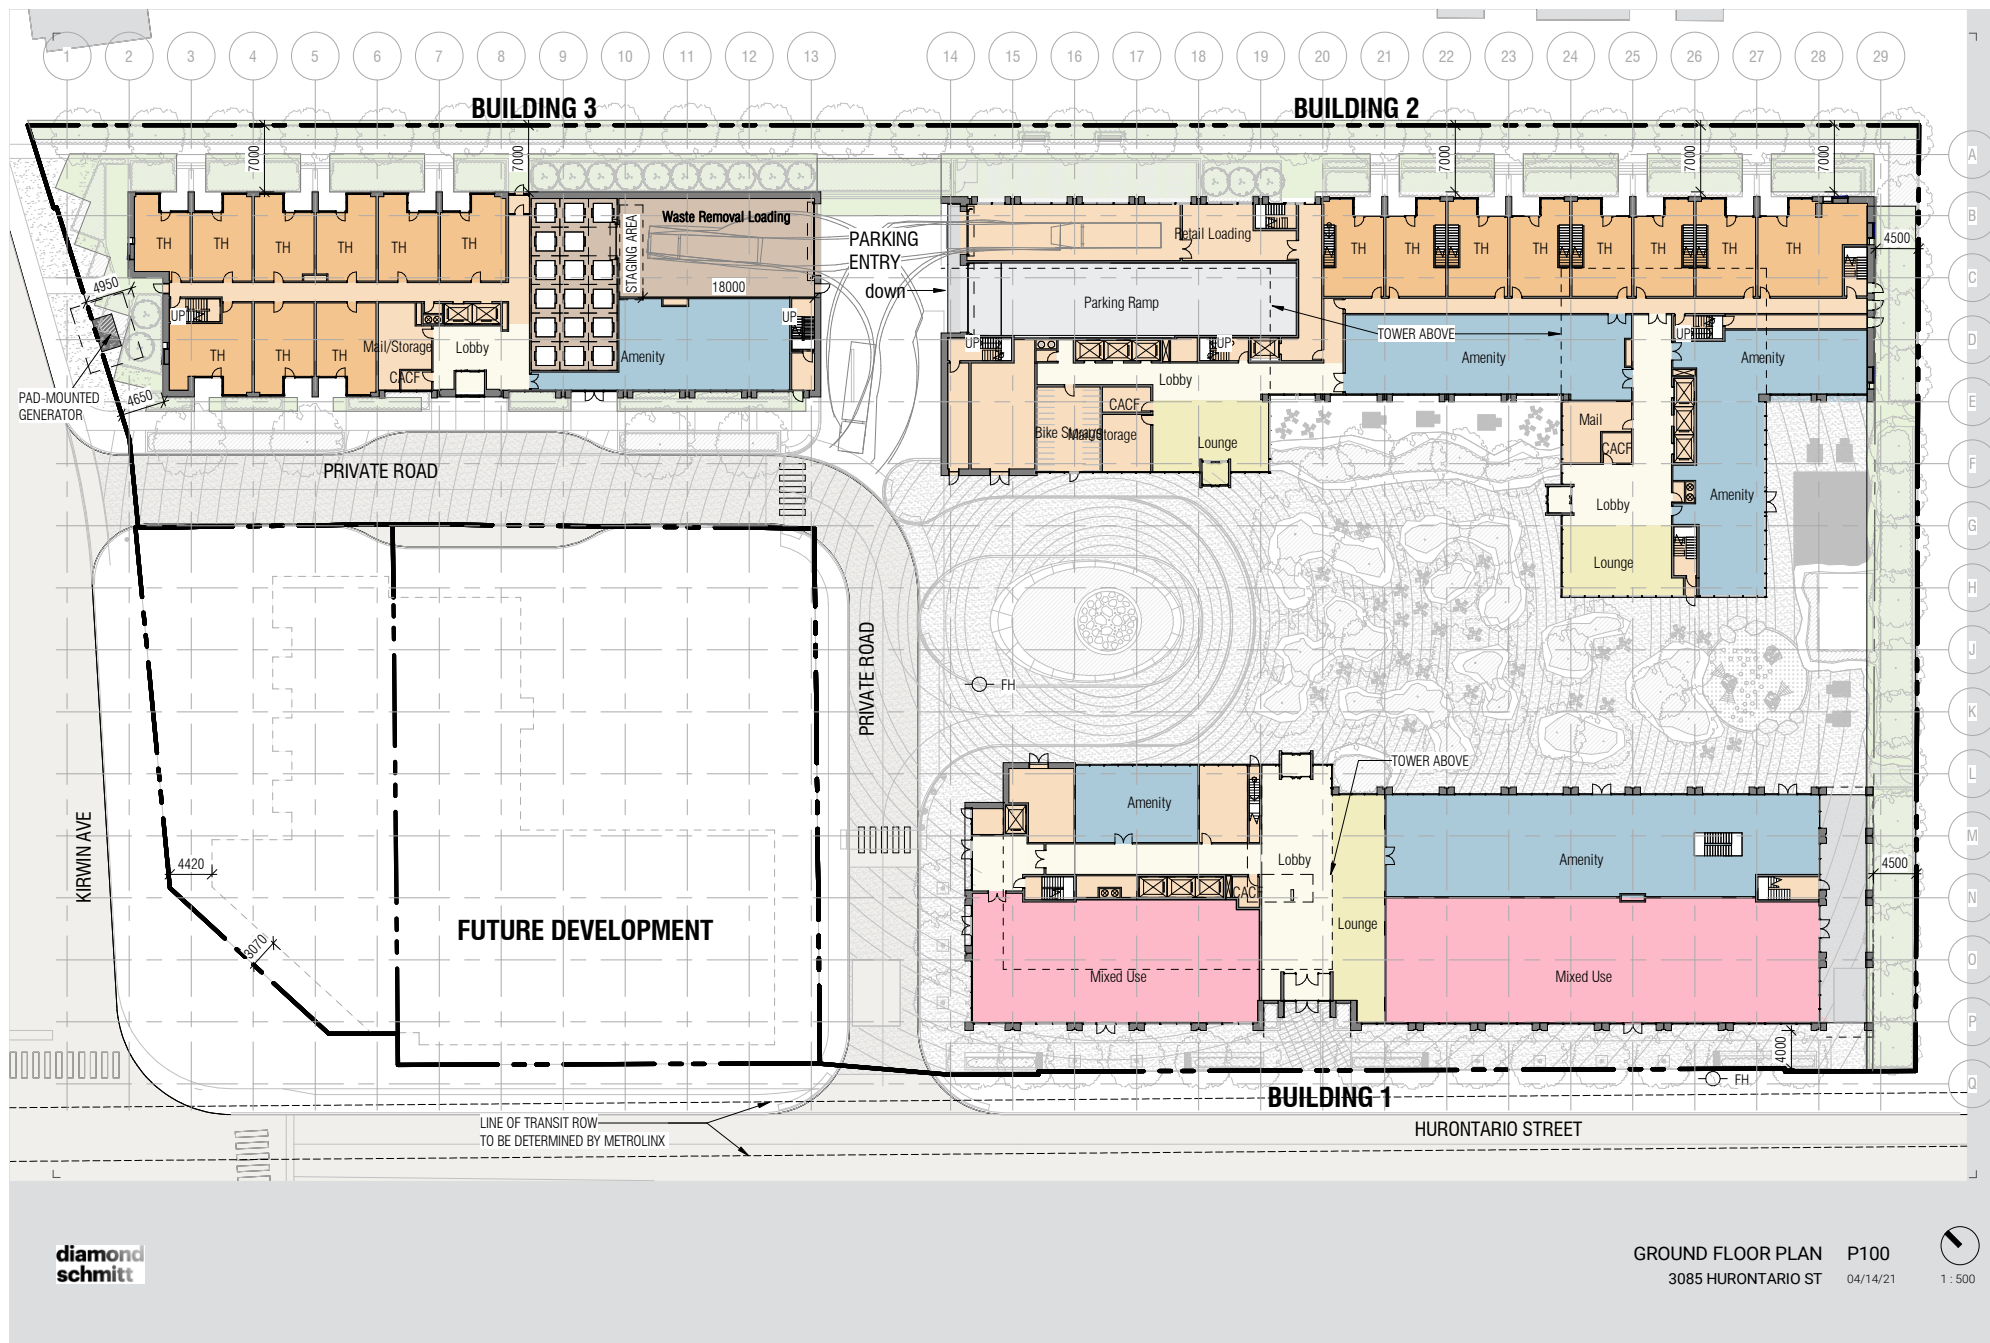 1 2 3 4 5 6 7 8 9 10 11 12 13 14 15 16 17 18 19 20 21 22 23 24 25 26 27 28 29
BUILDING 3
BUILDING 2
7000
7000
7000
7000
7000
A
B
C
D
E
F
G
H
J
K
L
M
N
O
P
Q
TH
TH
TH
TH
TH
TH
STAGING AREA
Waste Removal Loading
18000
PARKING
ENTRY
down
Retail Loading
Parking Ramp
TH
TH
TH
TH
TH
TH
TH
TH
4500
4950
UP
TH
TH
TH
Mail/Storage
CACF
Lobby
Amenity
UP
UP
UP
TOWER ABOVE
Amenity
UP
Amenity
PAD-MOUNTED
GENERATOR
4650
Lobby
CACF
Bike Storage
Mail/Storage
Lounge
Mail
CACF
Lobby
Amenity
Lounge
PRIVATE ROAD
PRIVATE ROAD
FH
TOWER ABOVE
Amenity
Lobby
CACF
Lounge
Amenity
Mixed Use
Mixed Use
4500
4000
KIRWIN AVE
4420
3070
FUTURE DEVELOPMENT
FH
BUILDING 1
LINE OF TRANSIT ROW
TO BE DETERMINED BY METROLINX
HURONTARIO STREET
diamond
schmitt
GROUND FLOOR PLAN P100
3085 HURONTARIO ST 04/14/21
1 : 500